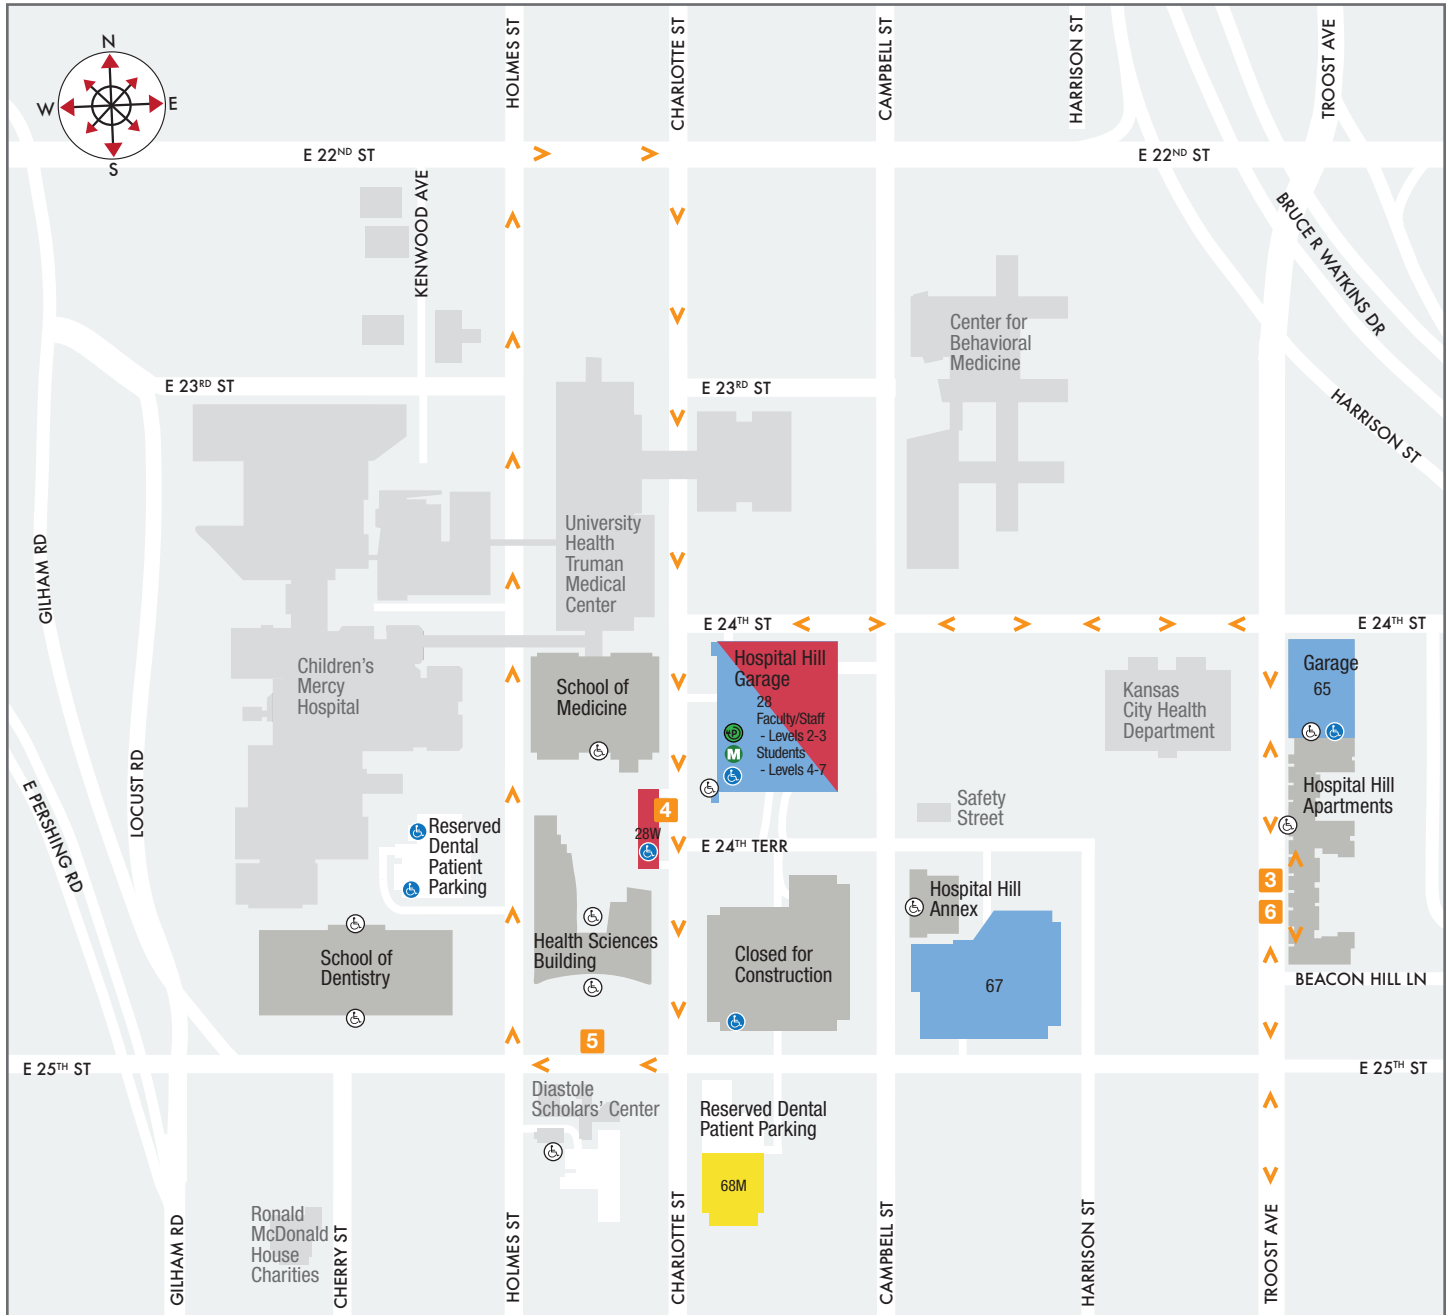 N
W
E
S
HOLMES ST
CHARLOTTE ST
CAMPBELL ST
HARRISON ST
TROOST AVE
E 22ND ST
E 22ND ST
KENWOOD AVE
BRUCE R WATKINS DR
Center for
Behavioral
Medicine
E 23RD ST
E 23RD ST
HARRISON ST
GILHAM RD
University
Health
Truman
Medical
Center
E 24TH ST
E 24TH ST
Children's
Mercy
Hospital
School of
Medicine
Hospital Hill
Garage
28
Faculty/Staff
- Levels 2-3
Students
- Levels 4-7
P
M
Kansas
City Health
Department
Garage
65
LOCUST RD
E PERSHING RD
Reserved
Dental
Patient
Parking
4
28W
E 24TH TERR
Safety
Street
Hospital Hill
Apartments
3
6
Hospital Hill
Annex
School of
Dentistry
Health Sciences
Building
Closed for
Construction
67
BEACON HILL LN
5
E 25TH ST
E 25TH ST
Diastole
Scholars' Center
Reserved Dental
Patient Parking
68M
Ronald
McDonald
House
Charities
GILHAM RD
CHERRY ST
HOLMES ST
CHARLOTTE ST
CAMPBELL ST
HARRISON ST
TROOST AVE